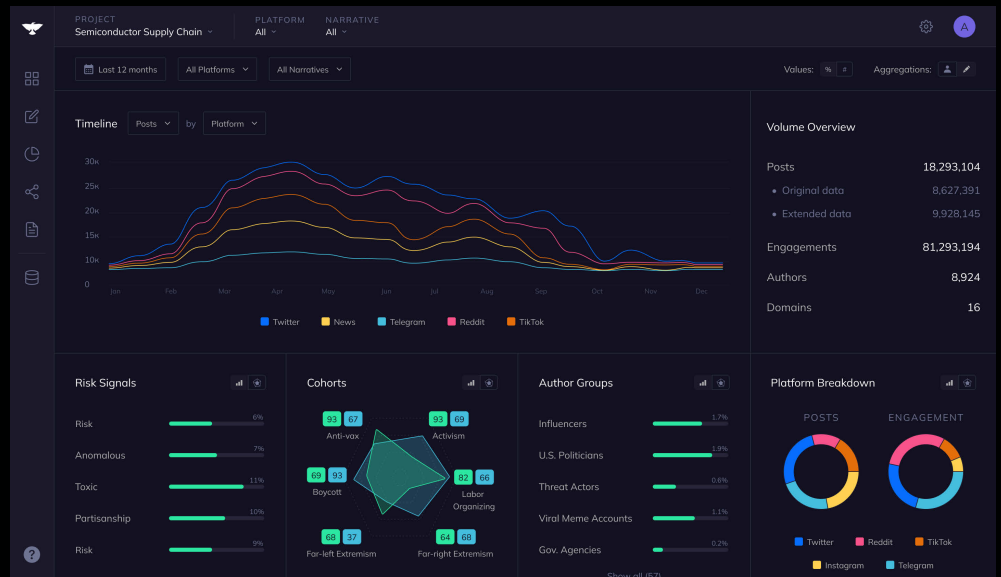 PROJECT
Semiconductor Supply Chain
PLATFORM
All
NARRATIVE
All
A
Last 12 months
All Platforms
All Narratives
Values: % #
Aggregations:
Timeline
Posts
by
Platform
30K
25K
20K
15K
10K
0
Jan Feb Mar Apr May Jun Jul Aug Sep Oct Nov Dec
Twitter News Telegram Reddit TikTok
Volume Overview
Posts 18,293,104
Original data 8,627,391
Extended data 9,928,145
Engagements 81,293,194
Authors 8,924
Domains 16
Risk Signals
Risk 6%
Anomalous 7%
Toxic 11%
Partisanship 10%
Risk 9%
Cohorts
93 67
Anti-vax
93 69
Activism
69 93
Boycott
82 66
Labor
Organizing
68 37
Far-left Extremism
64 68
Far-right Extremism
Author Groups
Influencers 1.7%
U.S. Politicians 1.9%
Threat Actors 0.6%
Viral Meme Accounts 1.1%
Gov. Agencies 0.2%
Show all (57)
Platform Breakdown
POSTS
ENGAGEMENT
Twitter Reddit TikTok
Instagram Telegram
?